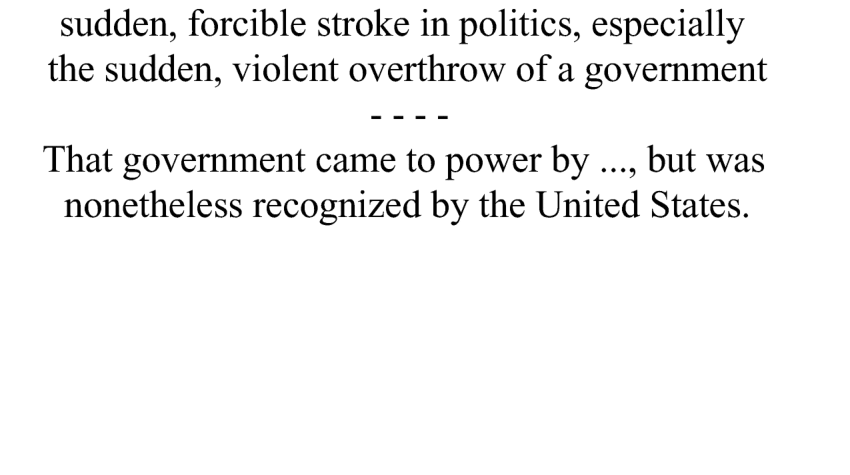 sudden, forcible stroke in politics, especially
the sudden, violent overthrow of a government
- - - -
That government came to power by ..., but was
nonetheless recognized by the United States.